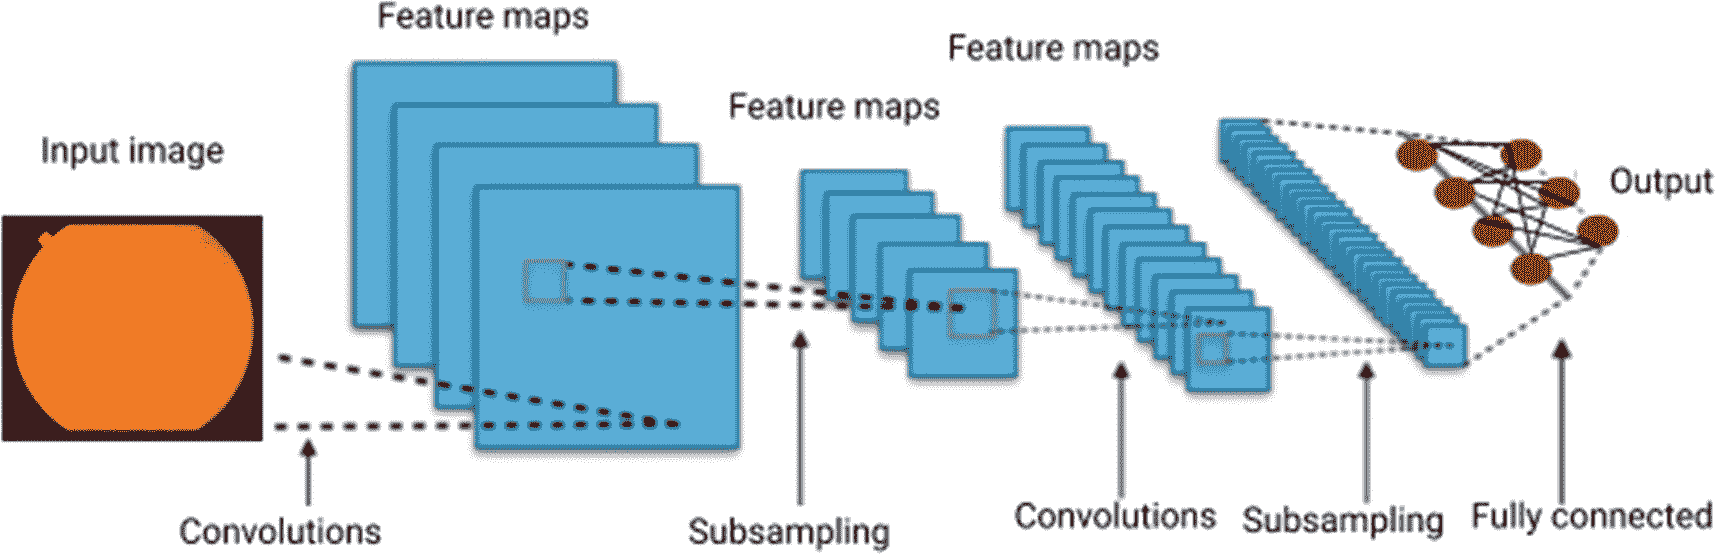 Feature maps
Feature maps
Feature maps
Input image
Output
Convolutions
Subsampling
Convolutions
Subsampling
Fully connected